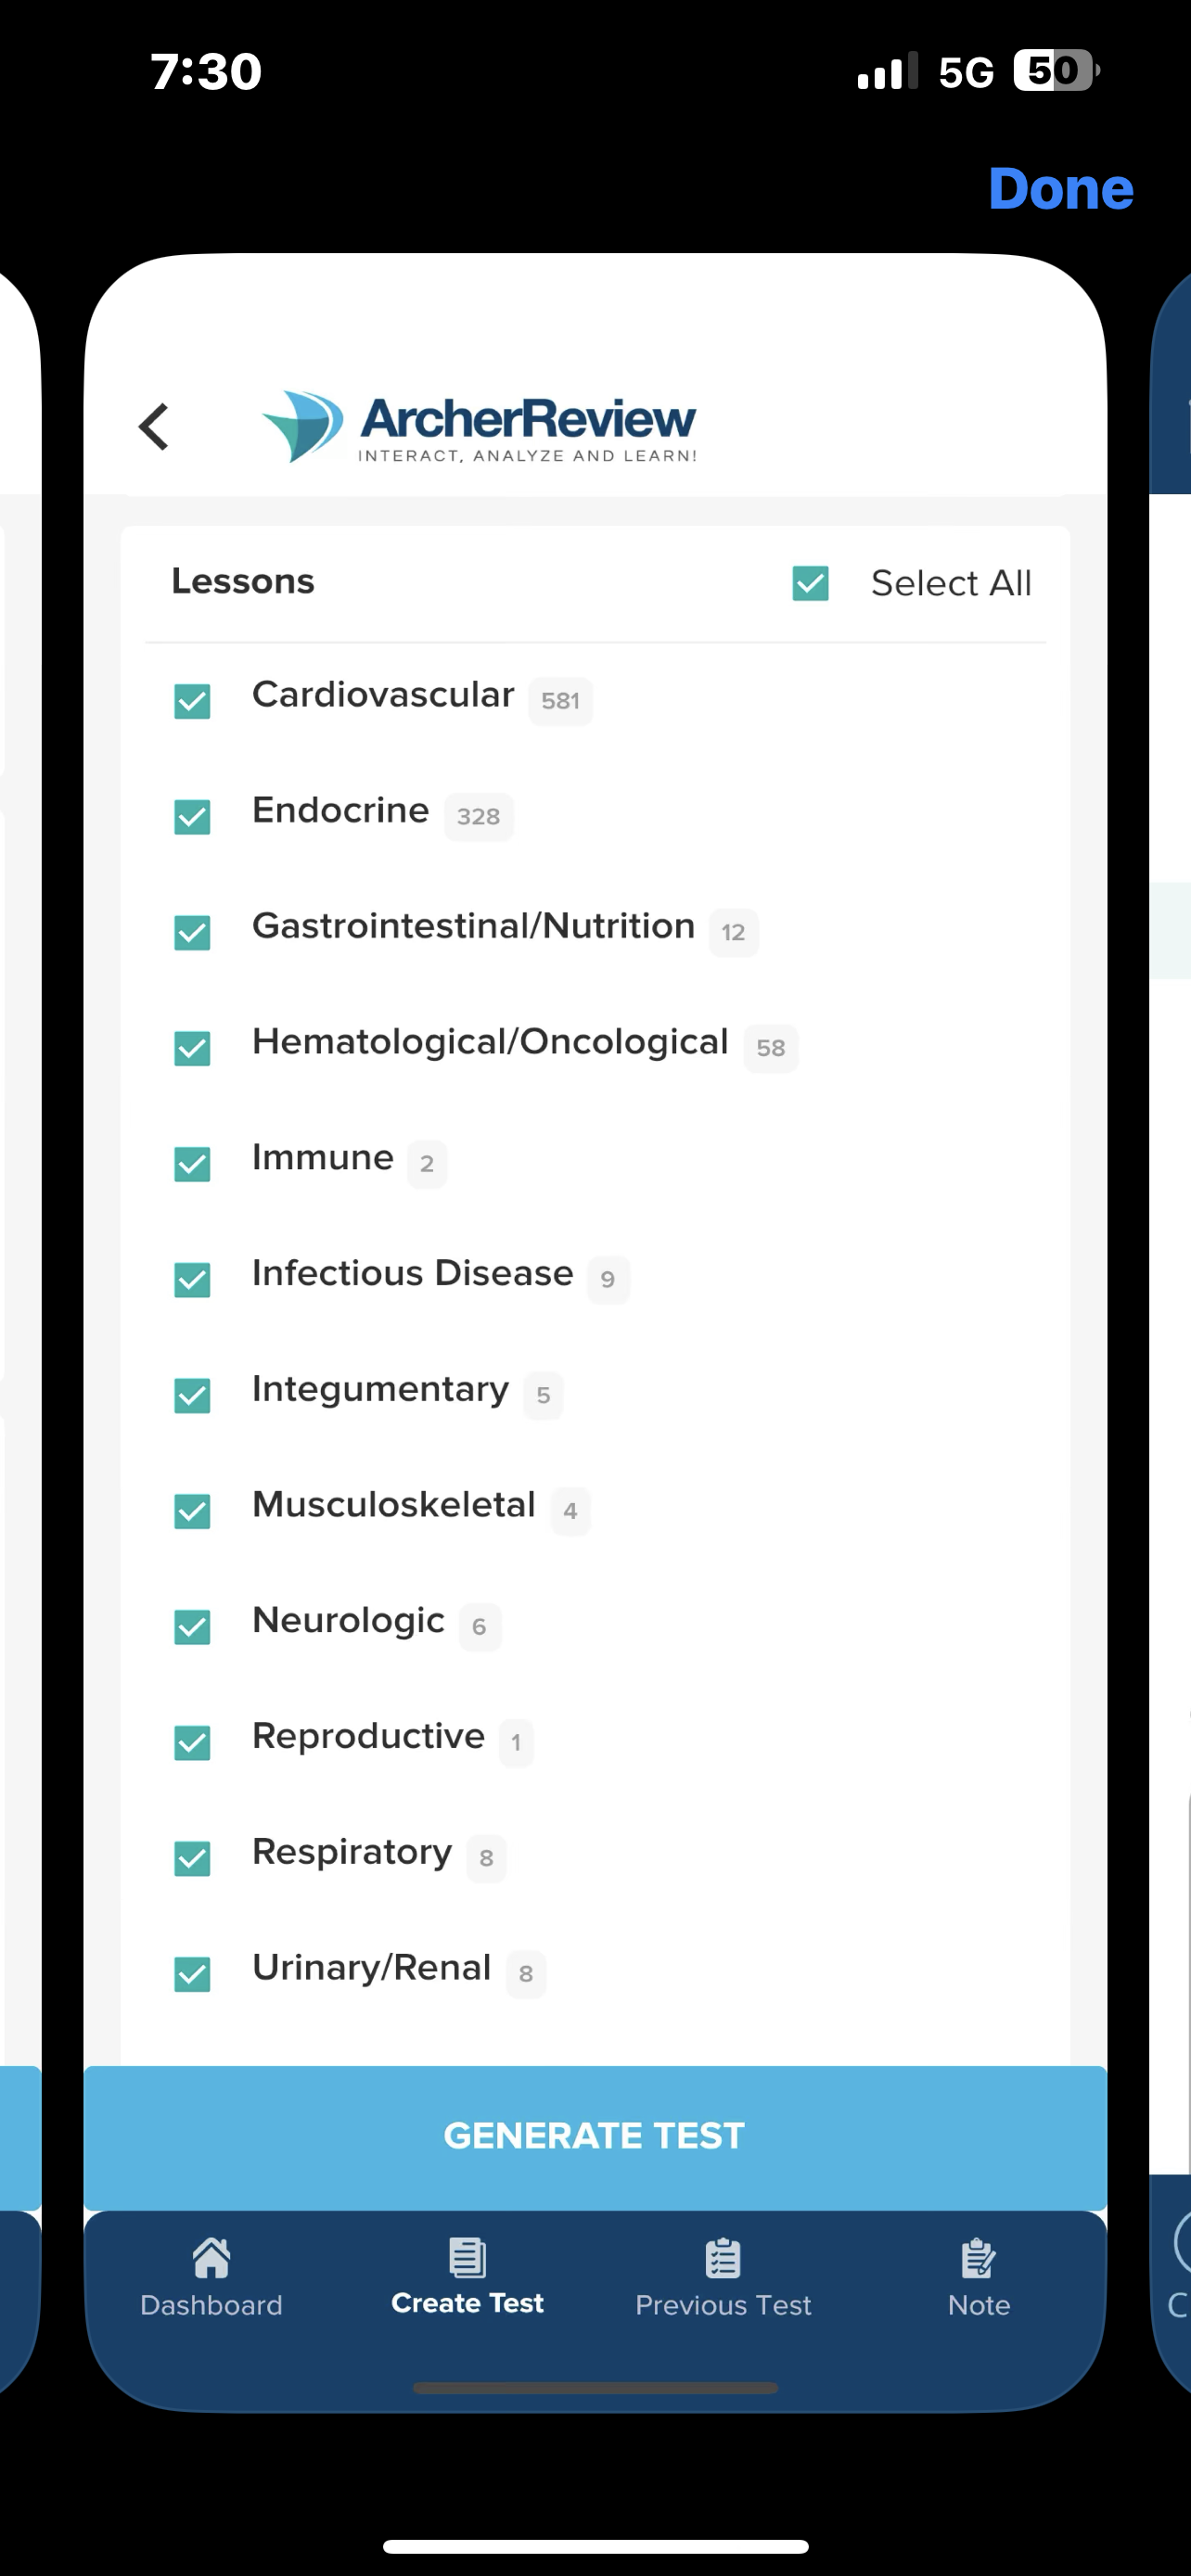 7:30
5G 50
Done
ArcherReview
INTERACT, ANALYZE AND LEARN!
Lessons
Select All
Cardiovascular 581
Endocrine 328
Gastrointestinal/Nutrition 12
Hematological/Oncological 58
Immune 2
Infectious Disease 9
Integumentary 5
Musculoskeletal 4
Neurologic 6
Reproductive 1
Respiratory 8
Urinary/Renal 8
GENERATE TEST
Dashboard
Create Test
Previous Test
Note
C